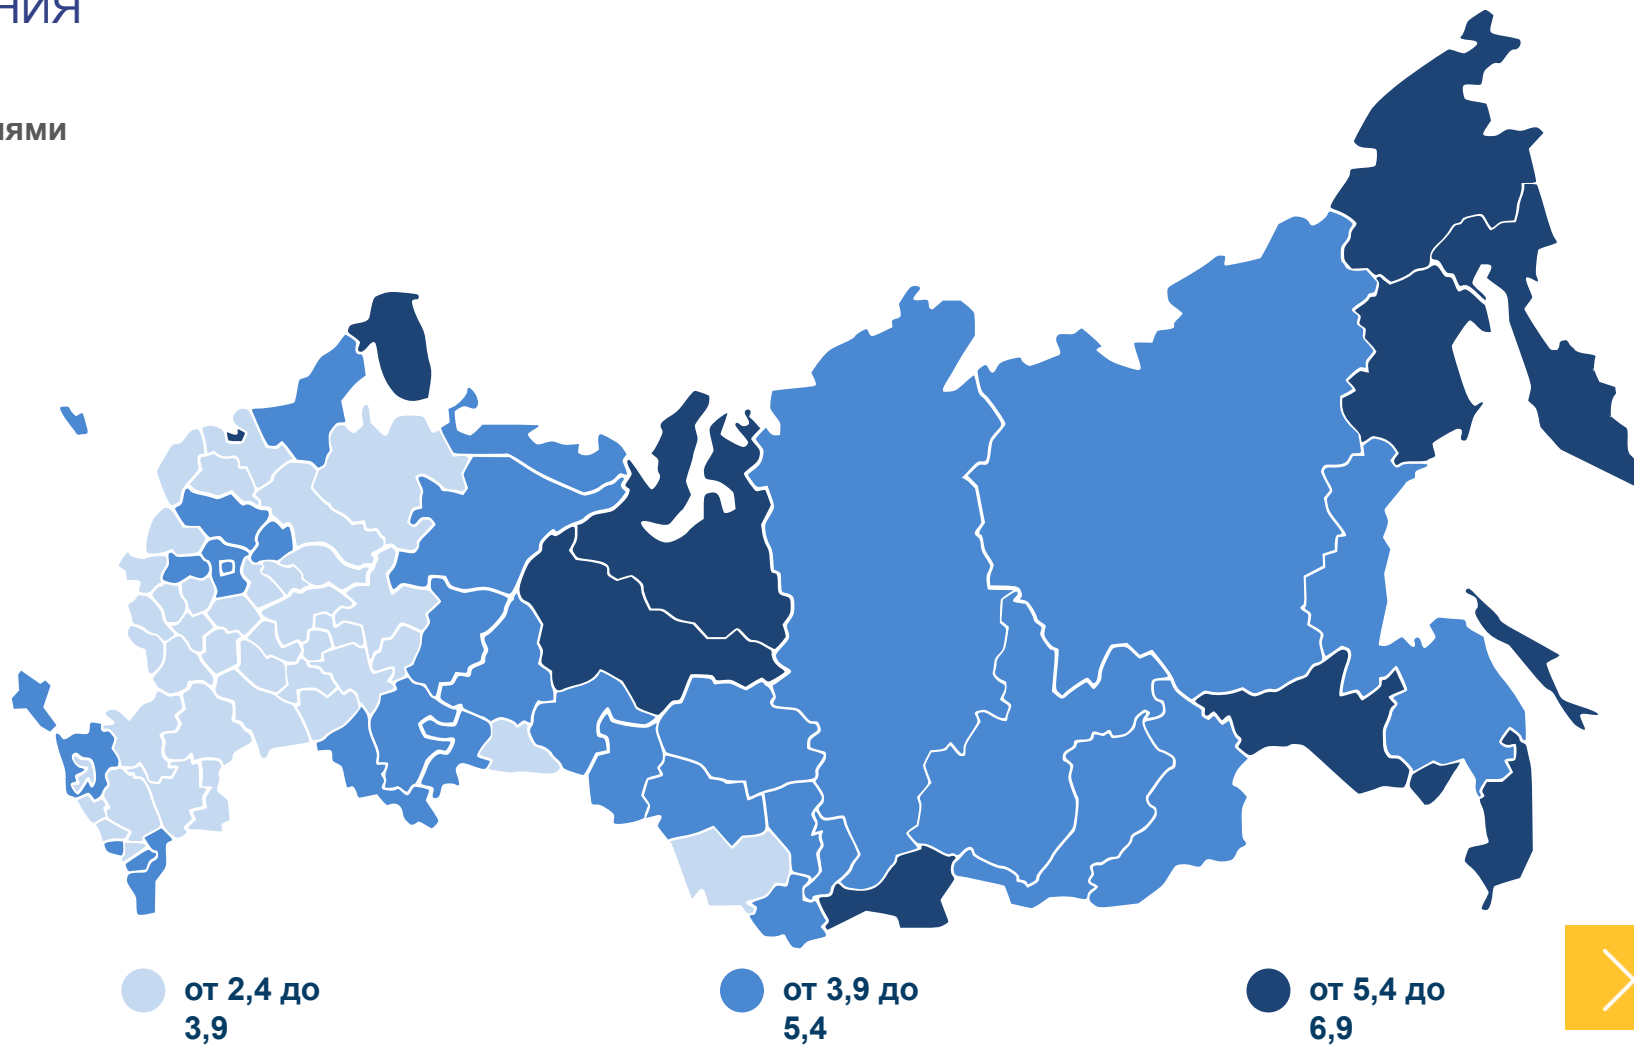 ния
иями
от 2,4 до
3,9
от 3,9 до
5,4
от 5,4 до
6,9